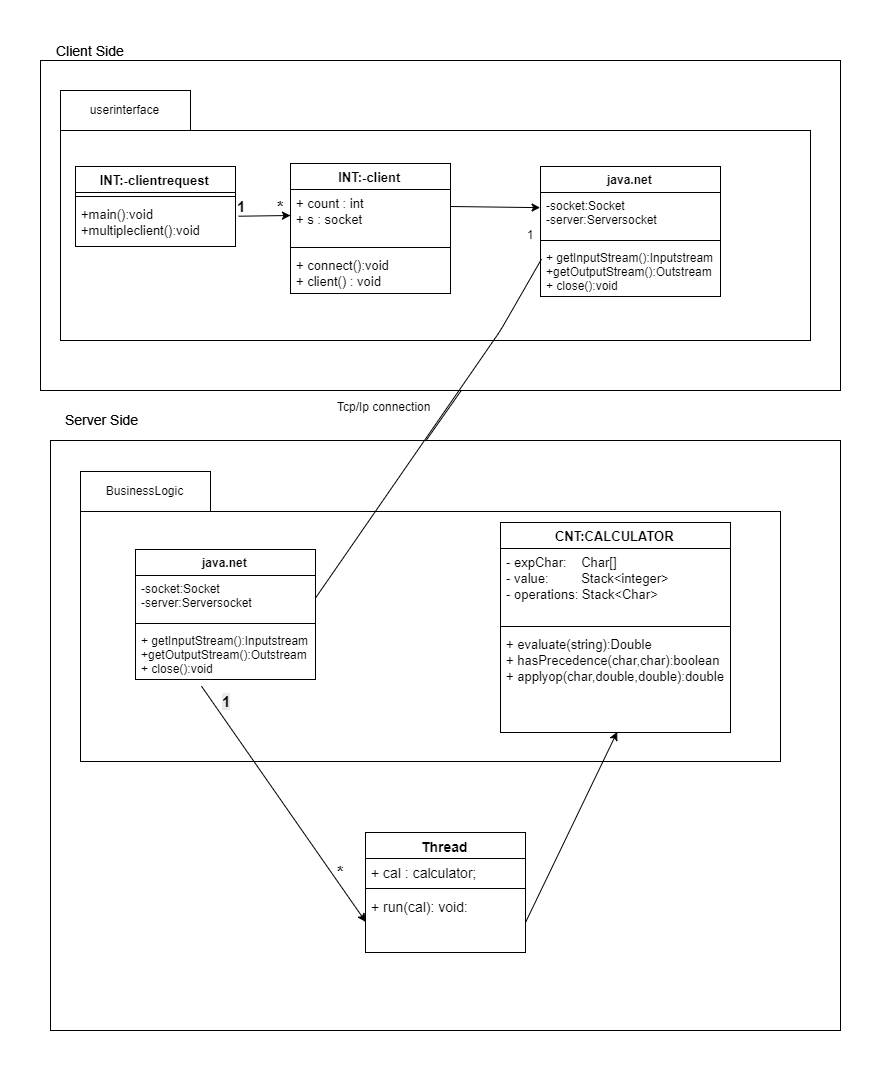 Client Side
userinterface
INT:-clientrequest
+main():void
+multipleclient():void
1
*
INT:-client
+ count : int
+ s : socket
+ connect():void
+ client() : void
java.net
-socket:Socket
-server:Serversocket
1
+ getInputStream():Inputstream
+getOutputStream():Outstream
+ close():void
Tcp/Ip connection
Server Side
BusinessLogic
java.net
-socket:Socket
-server:Serversocket
+ getInputStream():Inputstream
+getOutputStream():Outstream
+ close():void
1
CNT:CALCULATOR
- expChar: Char[]
- value: Stack<integer>
- operations: Stack<Char>
+ evaluate(string):Double
+ hasPrecedence(char,char):boolean
+ applyop(char,double,double):double
*
Thread
+ cal : calculator;
+ run(cal): void: